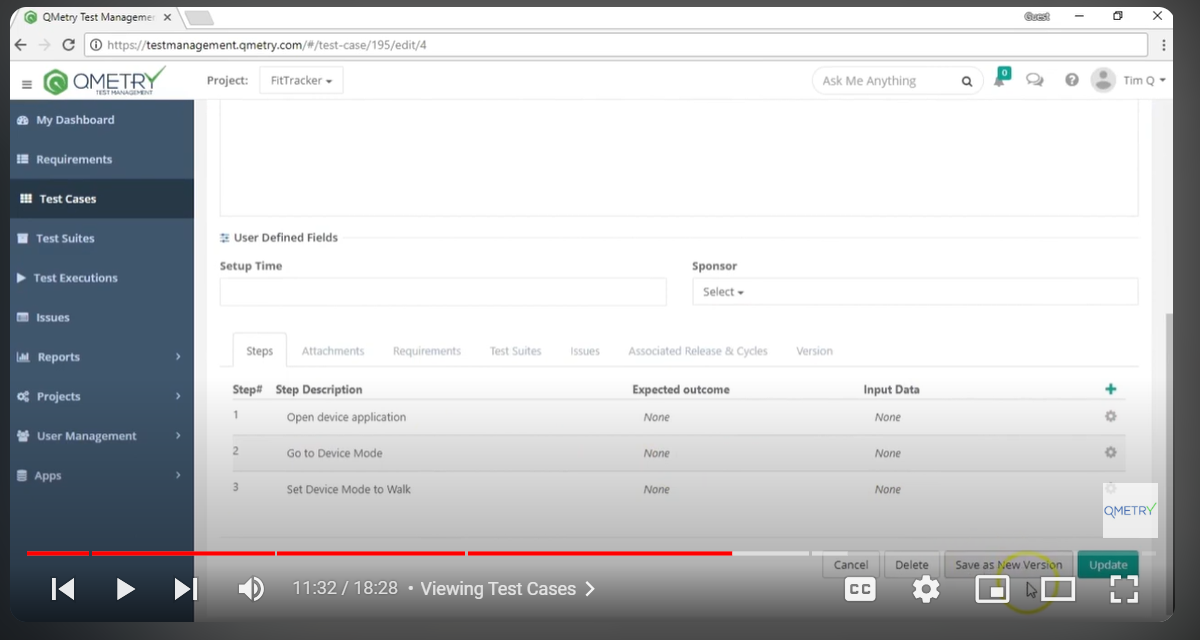 QMetry Test Manageme
Guest
https://testmanagement.qmetry.com/#/test-case/195/edit/4
QMETRY
TEST MANAGEMENT
Project: FitTracker
Ask Me Anything
0
Tim Q
My Dashboard
Requirements
Test Cases
Test Suites
Test Executions
Issues
Reports
Projects
User Management
Apps
User Defined Fields
Setup Time Sponsor
Select
Steps Attachments Requirements Test Suites Issues Associated Release & Cycles Version
Step# Step Description Expected outcome Input Data
1 Open device application None None
2 Go to Device Mode None None
3 Set Device Mode to Walk None None
QMETRY
Cancel Delete Save as New Version Update
11:32 / 18:28 • Viewing Test Cases
CC